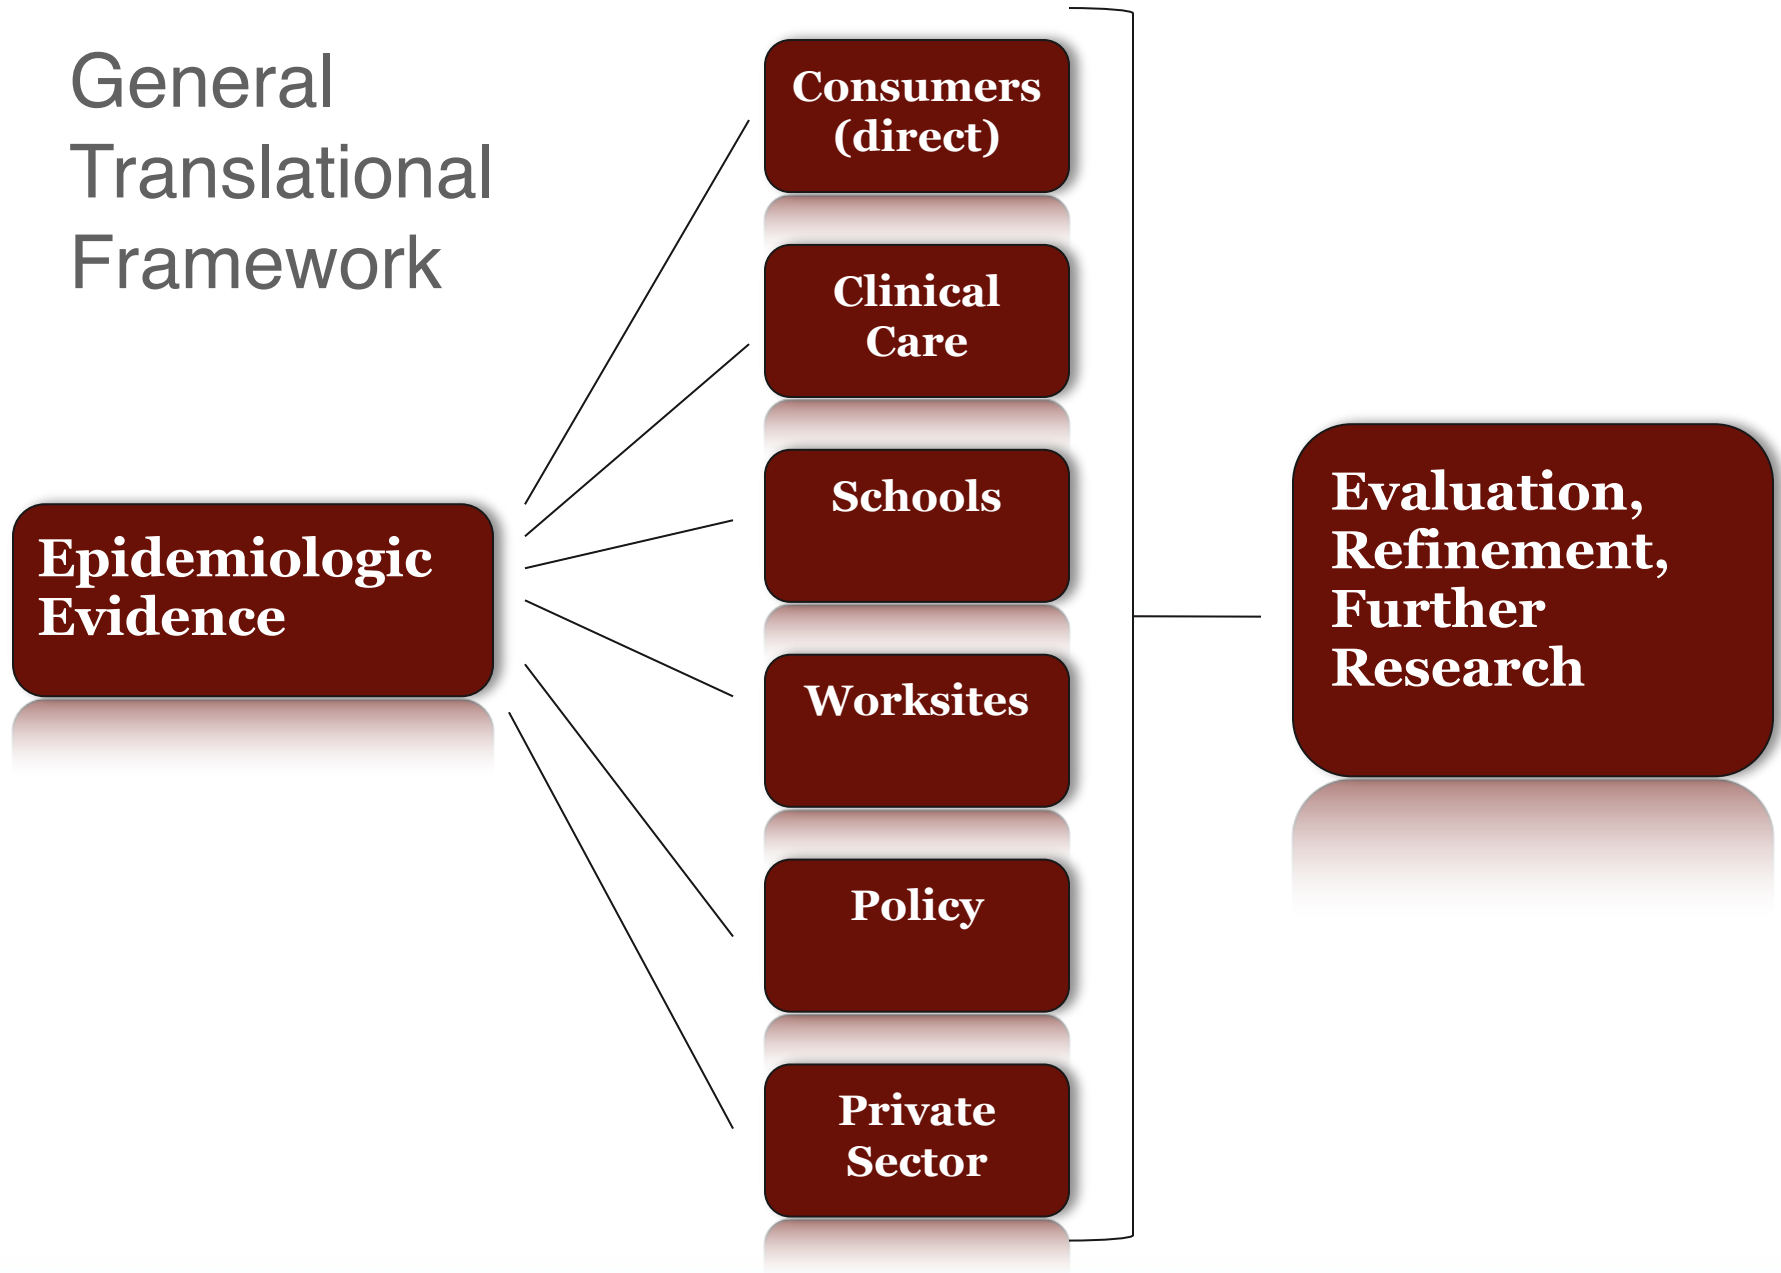 General
Translational
Framework
Epidemiologic
Evidence
Consumers
(direct)
Clinical
Care
Schools
Worksites
Policy
Private
Sector
Evaluation,
Refinement,
Further
Research